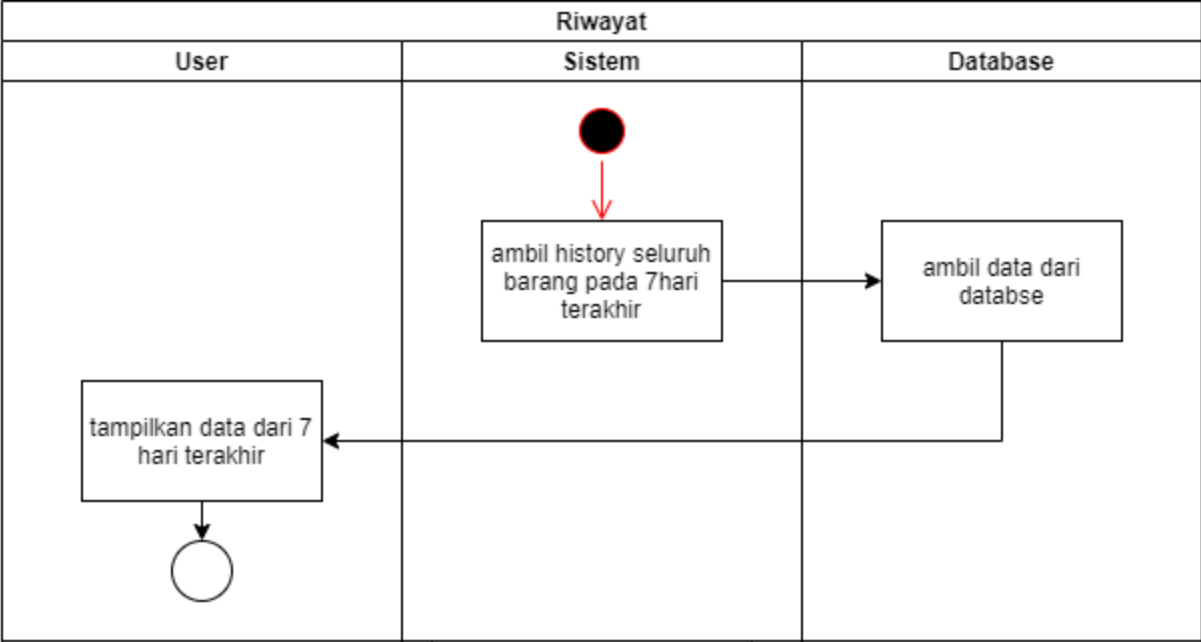 Riwayat
User
Sistem
Database
ambil history seluruh
barang pada 7hari
terakhir
ambil data dari
databse
tampilkan data dari 7
hari terakhir